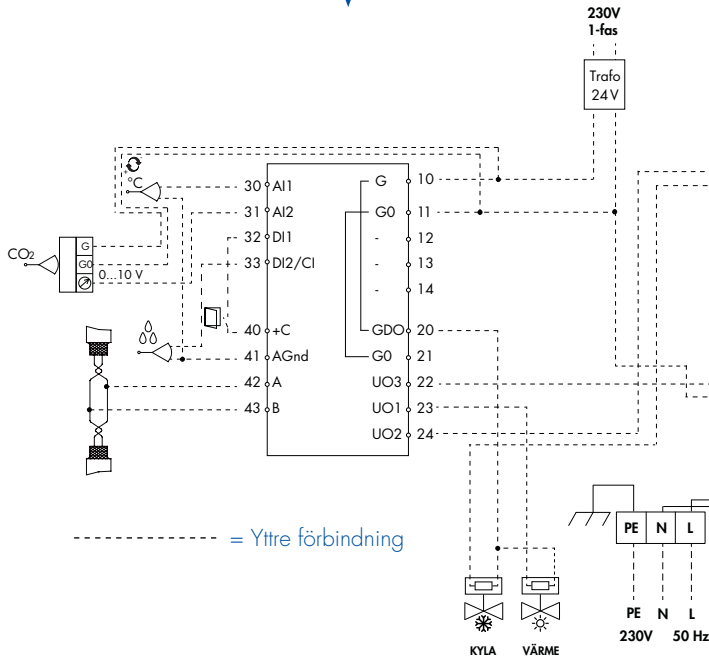 230V
1-fas
Trafo
24V
°C
30 AI1
31 AI2
32 DI1
33 DI2/CI
40 +C
41 AGnd
42 A
43 B
G 10
G0 11
- 12
- 13
- 14
GDO 20
G0 21
UO3 22
UO1 23
UO2 24
CO2
G
G0
0...10 V
= Yttre förbindning
PE N L
PE N L
230V 50 Hz
KYLA VÄRME